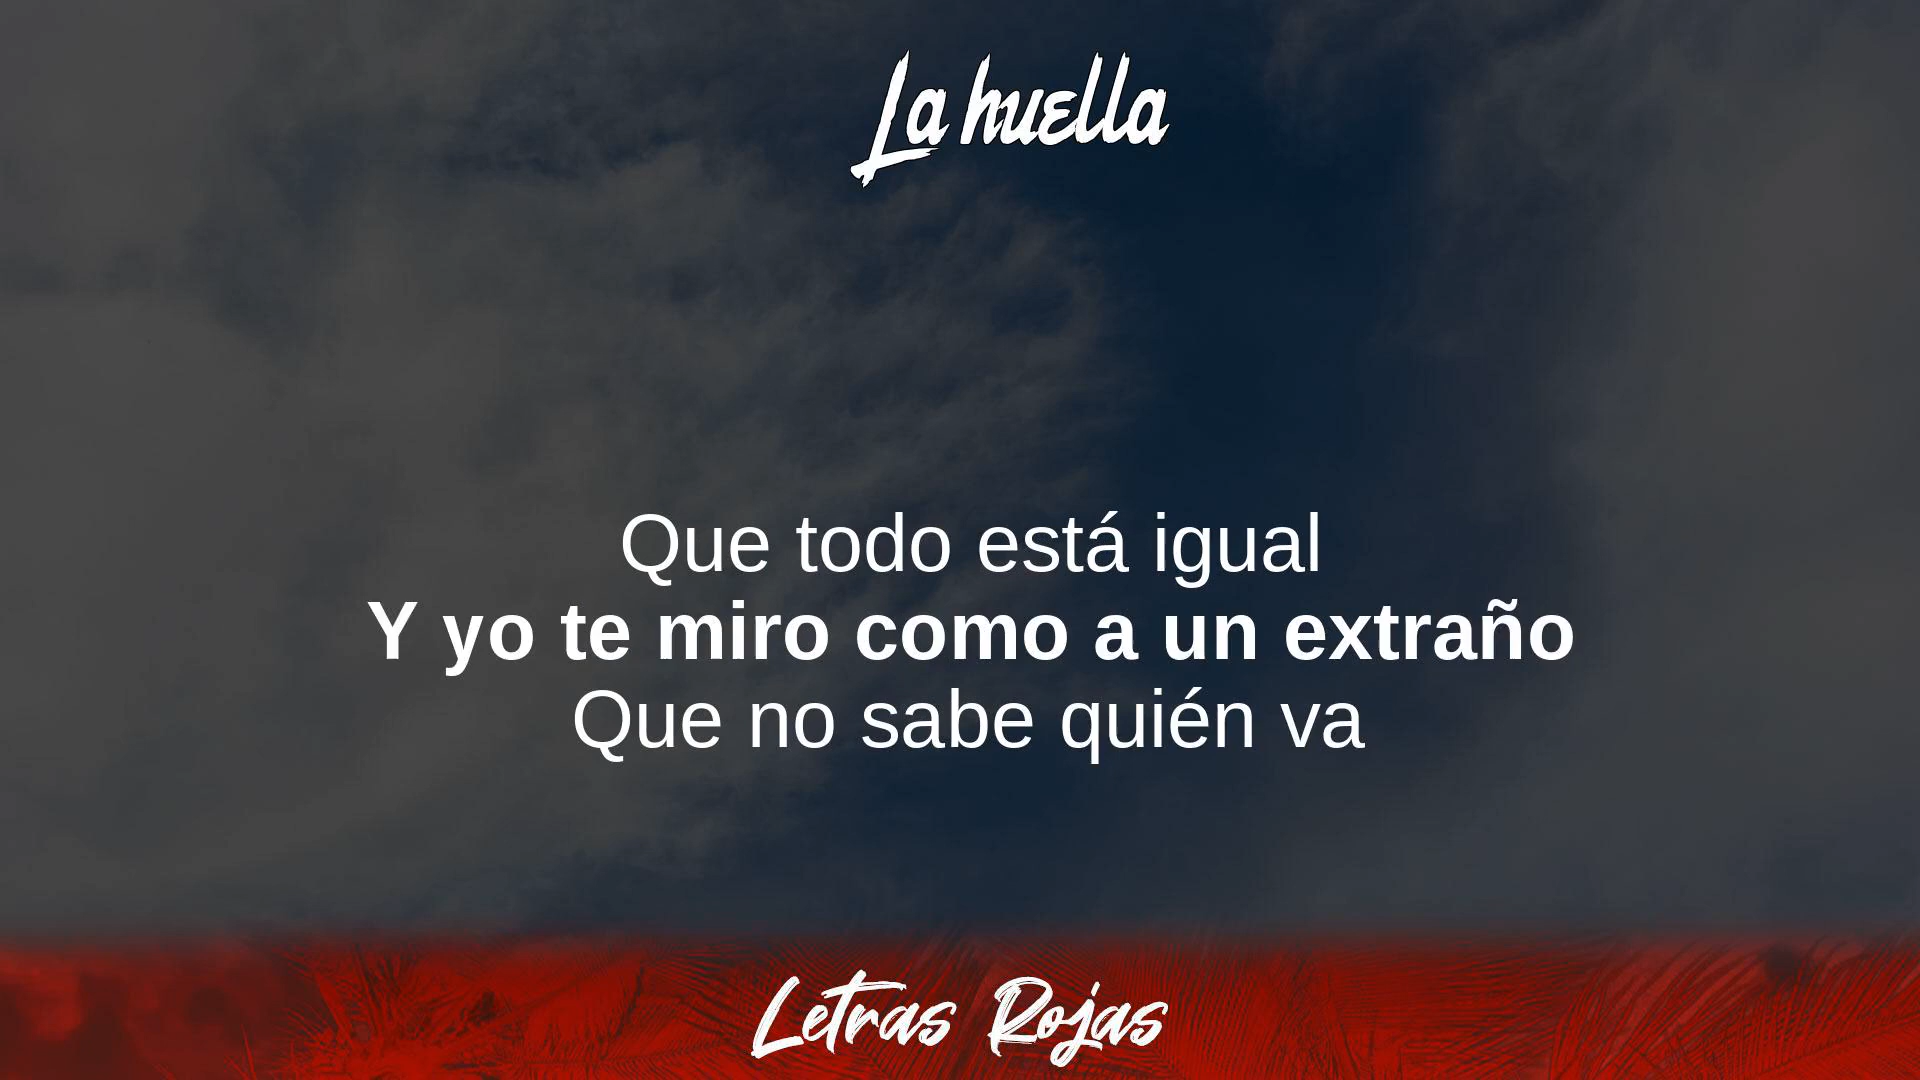 La huella
Que todo está igual
Y yo te miro como a un extraño
Que no sabe quién va
Letras Rojas